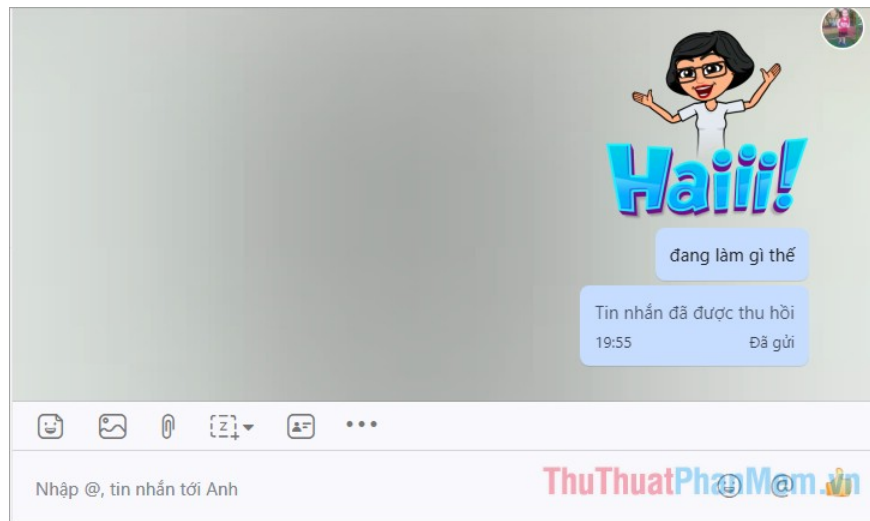 Haiii!
đang làm gì thế
Tin nhắn đã được thu hồi
19:55 Đã gửi
Z
Nhập @, tin nhắn tới Anh
ThuThuatPhanMem.vn
@